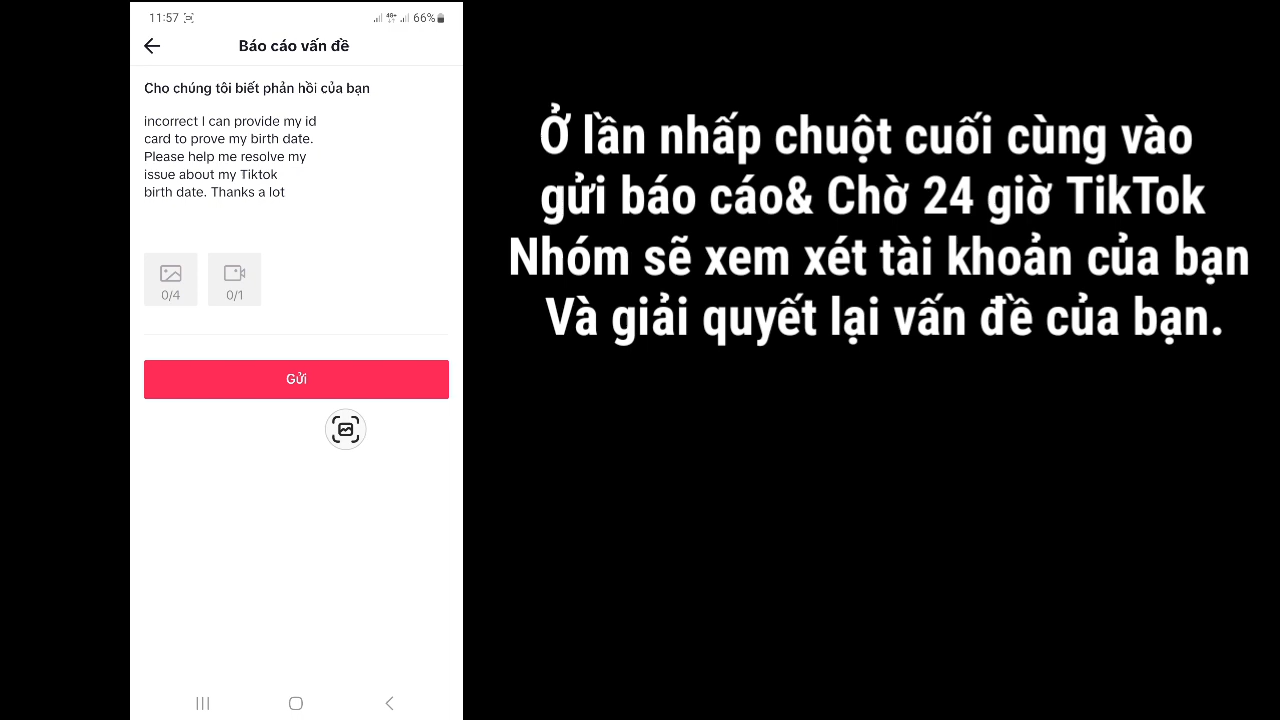 11:57
66%
Báo cáo vấn đề
Cho chúng tôi biết phản hồi của bạn
incorrect I can provide my id
card to prove my birth date.
Please help me resolve my
issue about my Tiktok
birth date. Thanks a lot
0/4
0/1
Gửi
Ở lần nhấp chuột cuối cùng vào
gửi báo cáo& Chờ 24 giờ TikTok
Nhóm sẽ xem xét tài khoản của bạn
Và giải quyết lại vấn đề của bạn.